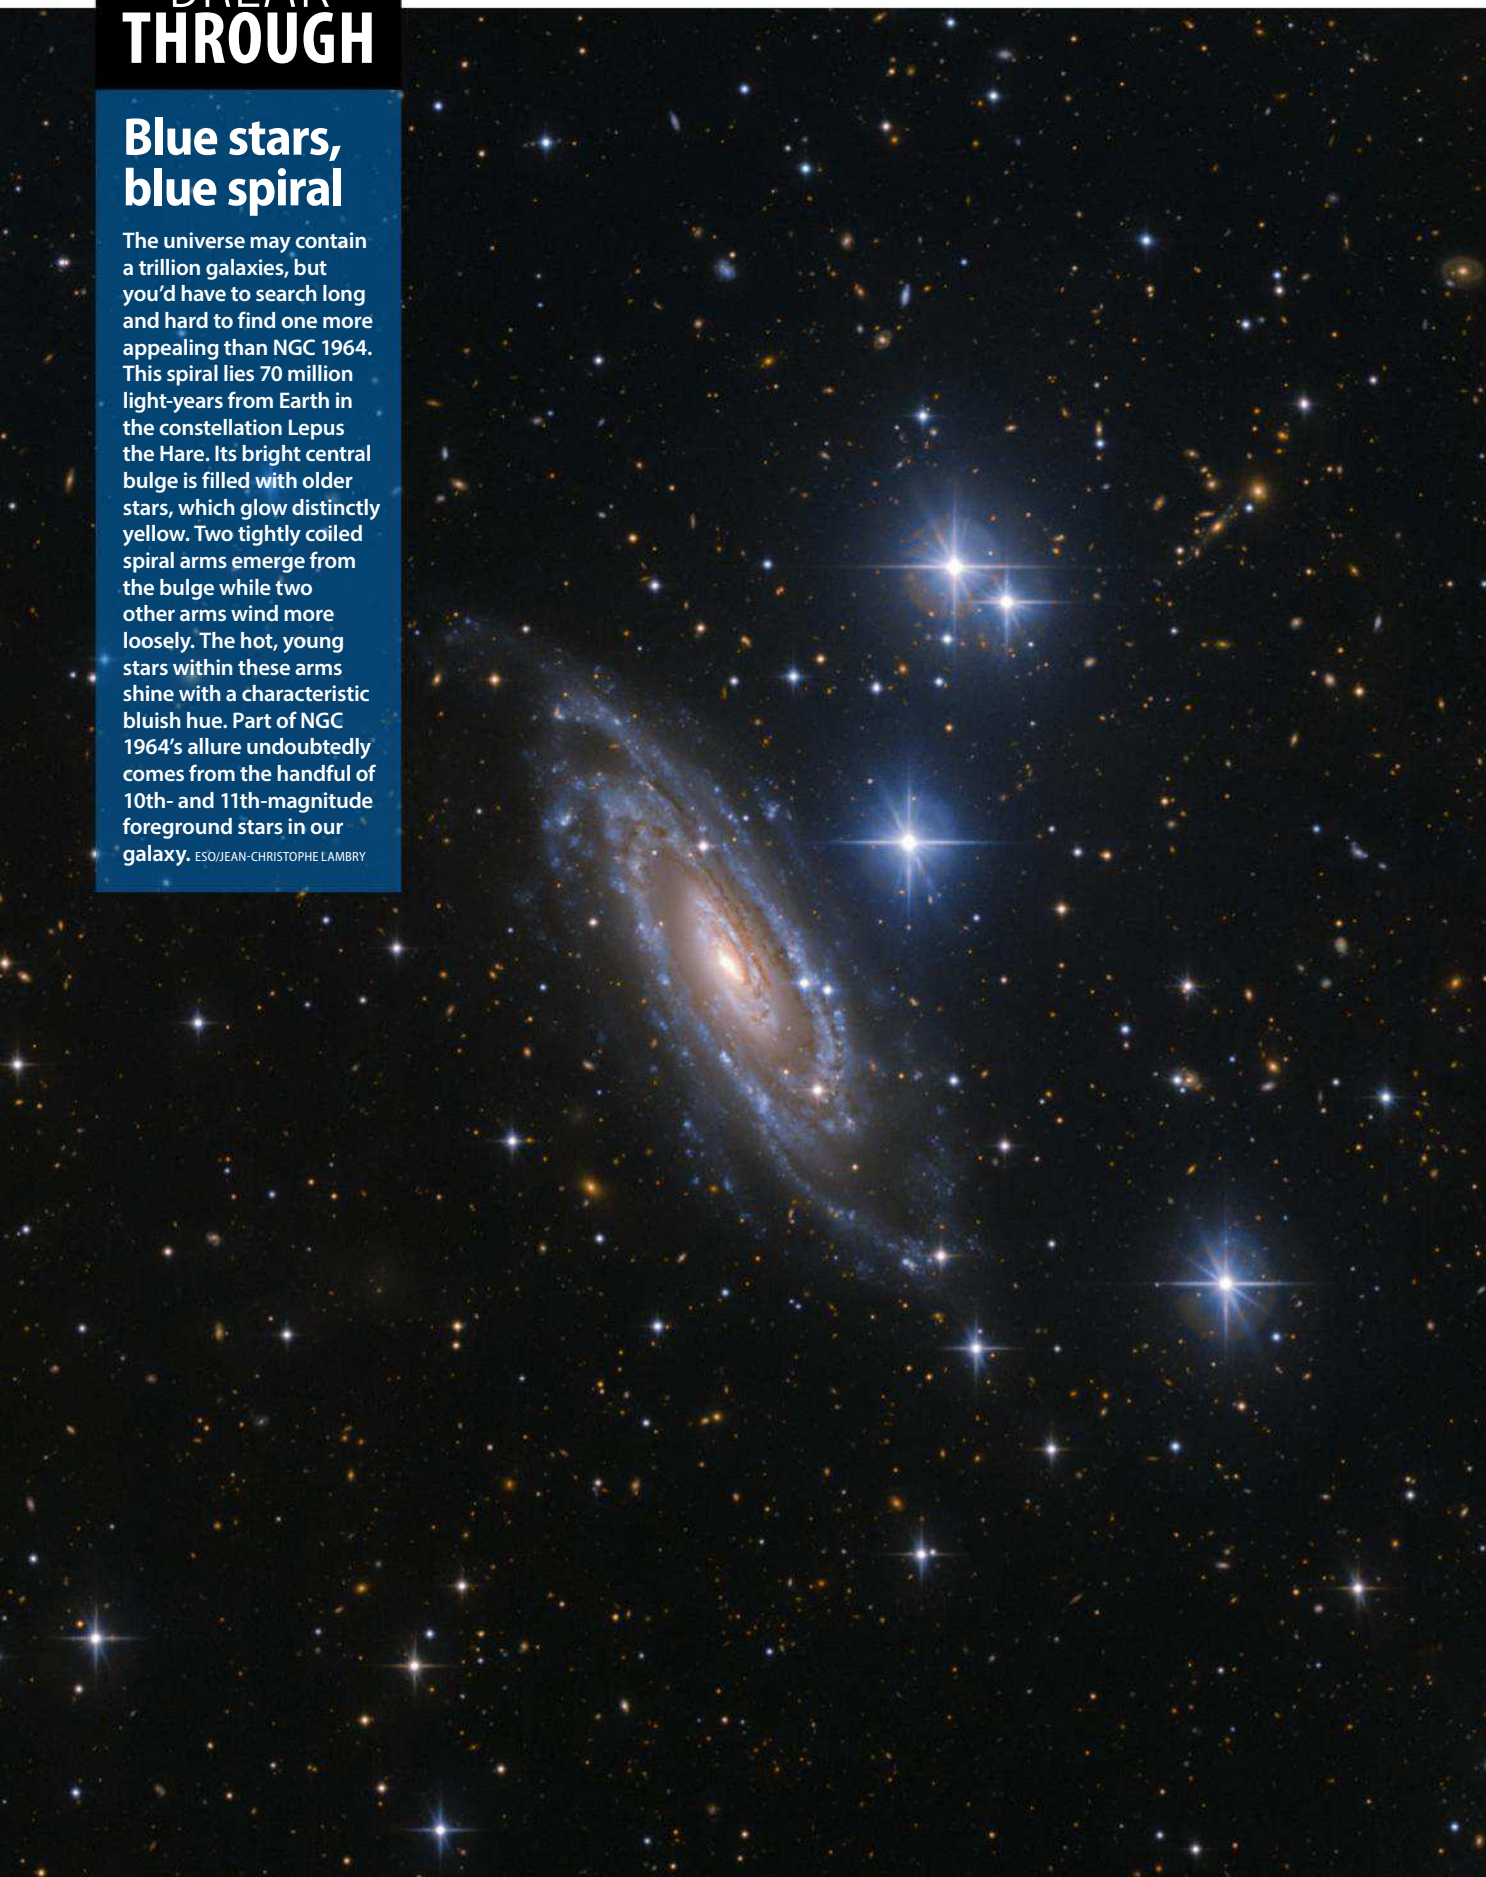 BREAK
THROUGH
Blue stars,
blue spiral
The universe may contain
a trillion galaxies, but
you’d have to search long
and hard to find one more
appealing than NGC 1964.
This spiral lies 70 million
light-years from Earth in
the constellation Lepus
the Hare. Its bright central
bulge is filled with older
stars, which glow distinctly
yellow. Two tightly coiled
spiral arms emerge from
the bulge while two
other arms wind more
loosely. The hot, young
stars within these arms
shine with a characteristic
bluish hue. Part of NGC
1964’s allure undoubtedly
comes from the handful of
10th- and 11th-magnitude
foreground stars in our
galaxy. ESO/JEAN-CHRISTOPHE LAMBRY